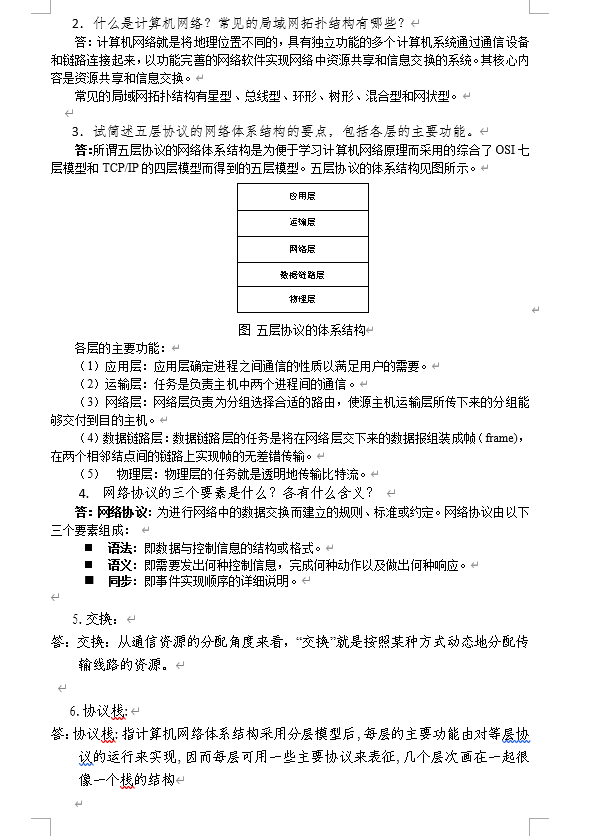 2. 什么是计算机网络？常见的局域网拓扑结构有哪些？
答：计算机网络就是将地理位置不同的，具有独立功能的多个计算机系统通过通信设备
和链路连接起来，以功能完善的网络软件实现网络中资源共享和信息交换的系统。其核心内
容是资源共享和信息交换。
常见的局域网拓扑结构有星型、总线型、环形、树形、混合型和网状型。
3. 试简述五层协议的网络体系结构的要点，包括各层的主要功能。
答:所谓五层协议的网络体系结构是为便于学习计算机网络原理而采用的综合了 OSI 七
层模型和 TCP/IP 的四层模型而得到的五层模型。五层协议的体系结构见图所示。
应用层
运输层
网络层
数据链路层
物理层
图 五层协议的体系结构
各层的主要功能：
（1）应用层：应用层确定进程之间通信的性质以满足用户的需要。
（2）运输层：任务是负责主机中两个进程间的通信。
（3）网络层：网络层负责为分组选择合适的路由，使源主机运输层所传下来的分组能
够交付到目的主机。
（4）数据链路层：数据链路层的任务是将在网络层交下来的数据报组装成帧（frame)，
在两个相邻结点间的链路上实现帧的无差错传输。
（5） 物理层：物理层的任务就是透明地传输比特流。
4. 网络协议的三个要素是什么？各有什么含义？
答：网络协议：为进行网络中的数据交换而建立的规则、标准或约定。网络协议由以下
三个要素组成：
■ 语法：即数据与控制信息的结构或格式。
■ 语义：即需要发出何种控制信息，完成何种动作以及做出何种响应。
■ 同步：即事件实现顺序的详细说明。
5. 交换：
答：交换：从通信资源的分配角度来看，“交换”就是按照某种方式动态地分配传
输线路的资源。
6. 协议栈:
答:协议栈: 指计算机网络体系结构采用分层模型后, 每层的主要功能由对等层协
议的运行来实现, 因而每层可用一些主要协议来表征, 几个层次画在一起很
像一个栈的结构